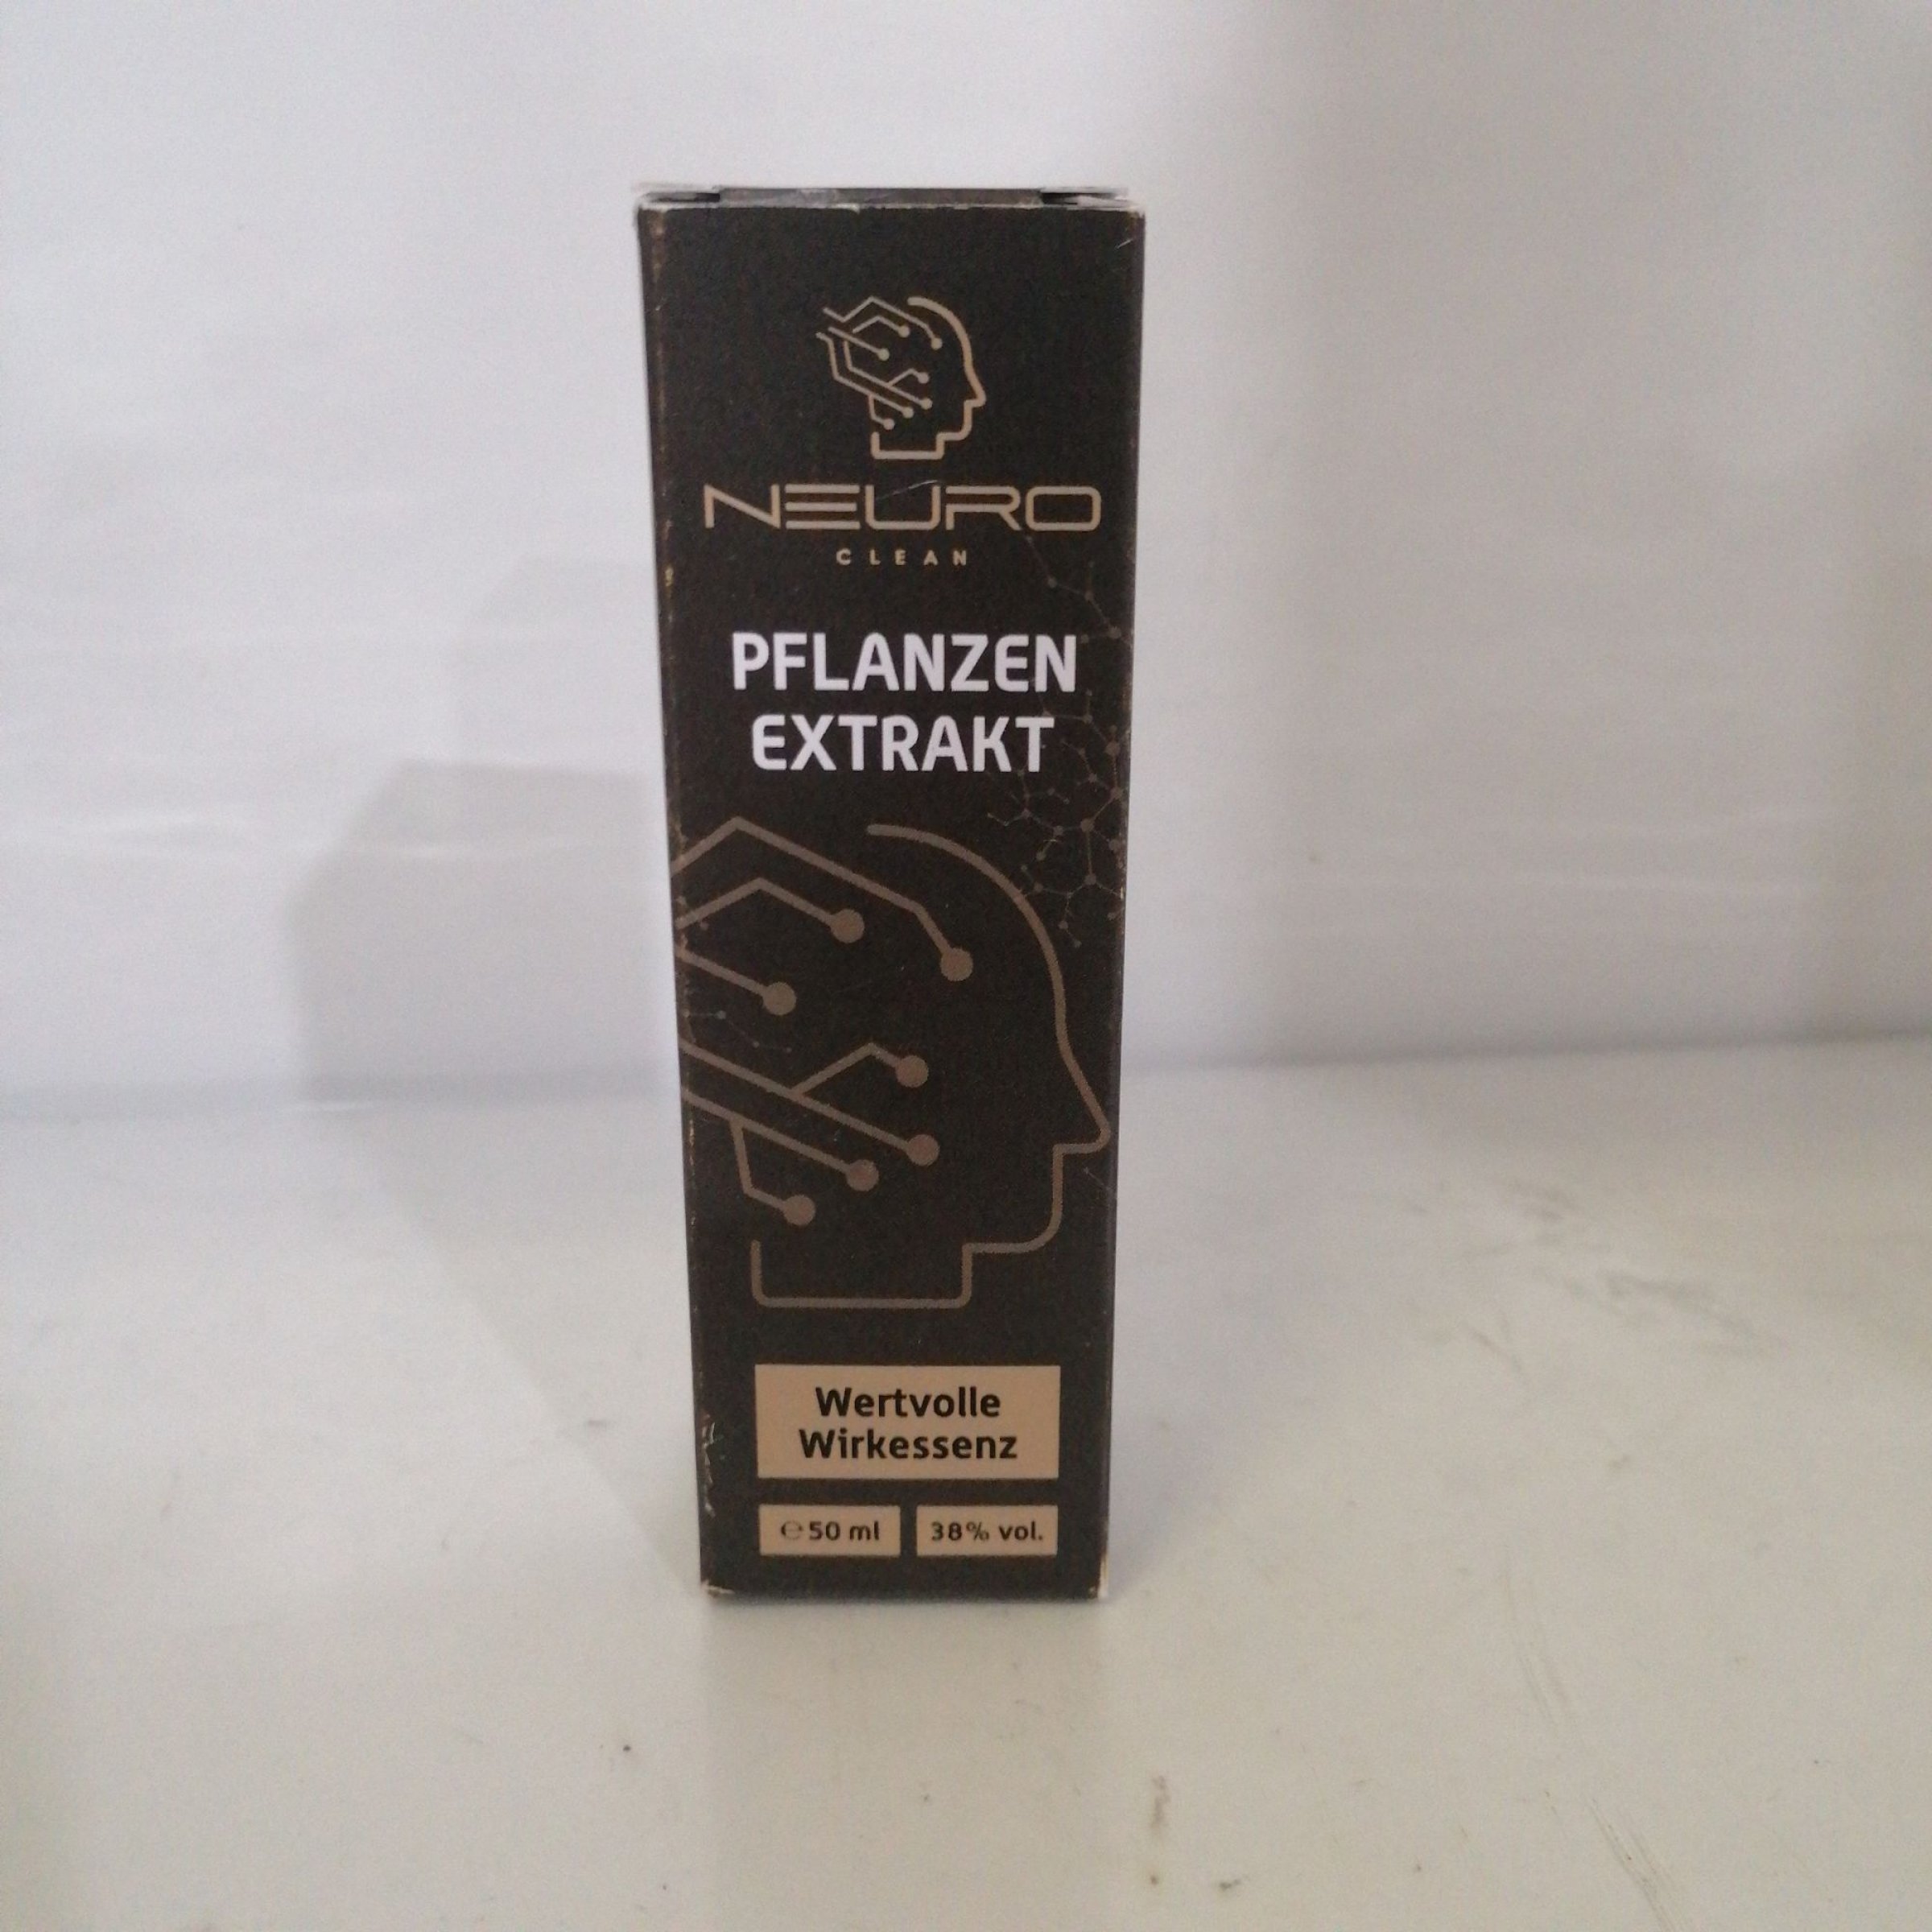 NEURO
CLEAN
PFLANZEN
EXTRAKT
Wertvolle
Wirkessenz
℮ 50 ml
38% vol.